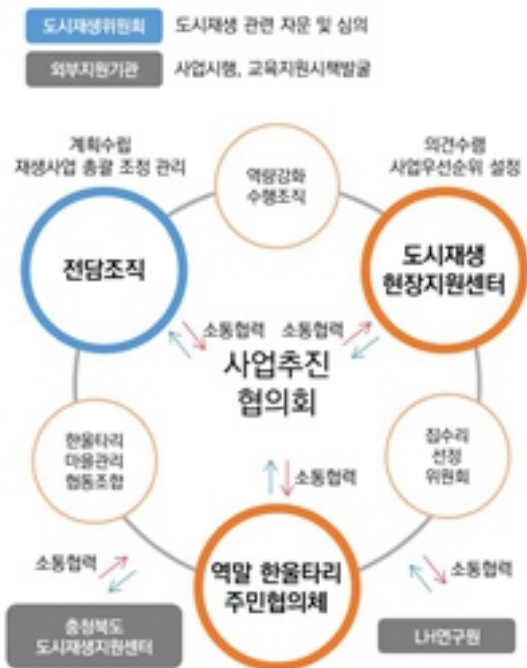 도시재생위원회 도시재생 관련 자문 및 심의
외부지원기관 사업시행, 교육지원시책발굴
계획수립
재생사업 총괄 조정 관리
의견수렴
사업우선순위 설정
역량강화
수행조직
전담조직
도시재생
현장지원센터
소통협력 소통협력
사업추진
협의회
한울타리
마을관리
협동조합
집수리
선정
위원회
소통협력
소통협력
역말 한울타리
주민협의체
소통협력
충청북도
도시재생지원센터
LH연구원